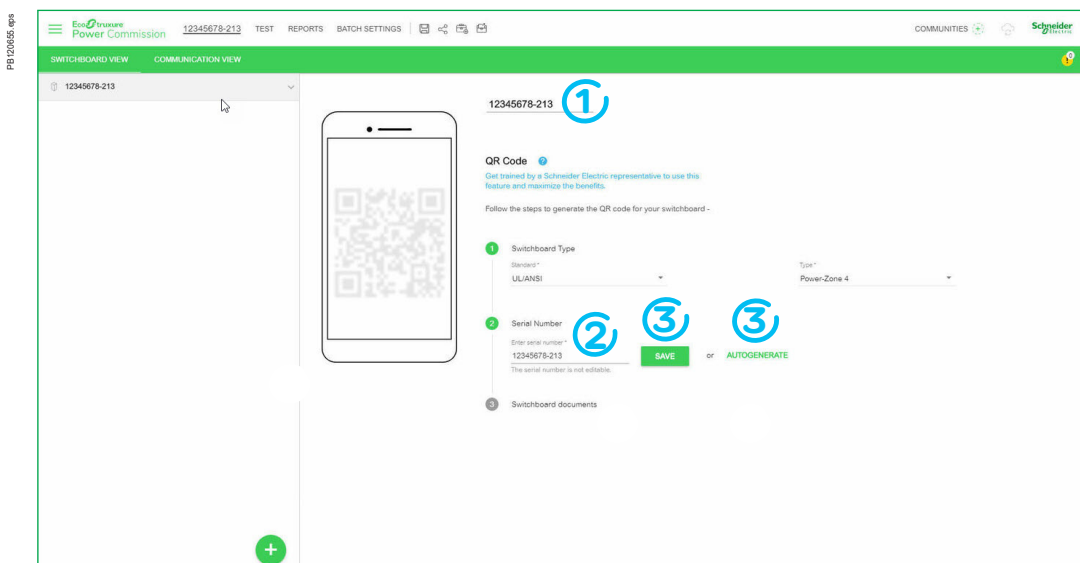 PB120655.eps
EcoStruxure
Power Commission
12345678-213 TEST REPORTS BATCH SETTINGS
COMMUNITIES
Schneider
Electric
SWITCHBOARD VIEW COMMUNICATION VIEW
0
!
12345678-213
12345678-213
1
QR Code ?
Get trained by a Schneider Electric representative to use this
feature and maximize the benefits.
Follow the steps to generate the QR code for your switchboard -
1 Switchboard Type
Standard * Type *
UL/ANSI Power-Zone 4
2 Serial Number
2 3 3
Enter serial number *
12345678-213 SAVE or AUTOGENERATE
The serial number is not editable.
3 Switchboard documents
+